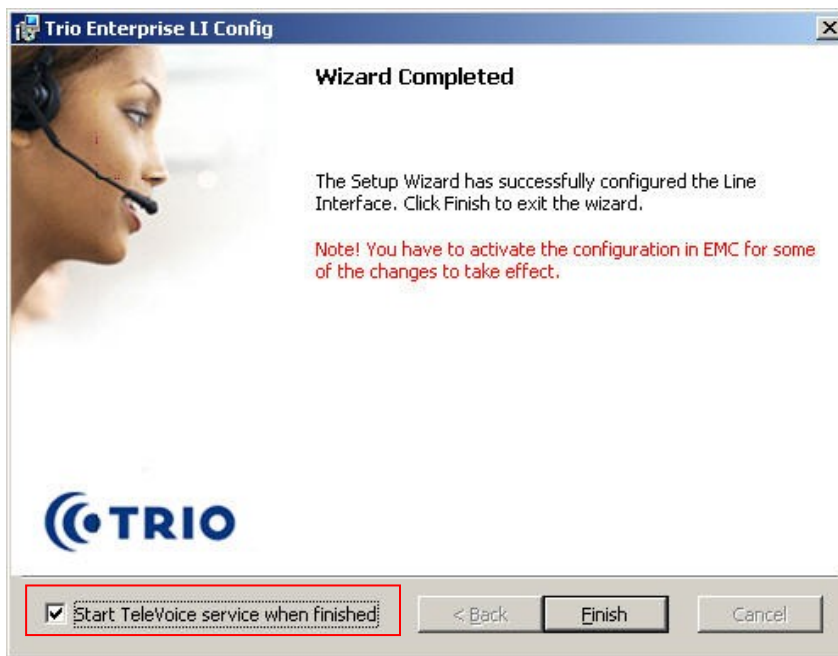 Trio Enterprise LI Config
Wizard Completed
The Setup Wizard has successfully configured the Line
Interface. Click Finish to exit the wizard.
Note! You have to activate the configuration in EMC for some
of the changes to take effect.
TRIO
Start TeleVoice service when finished
< Back
Finish
Cancel